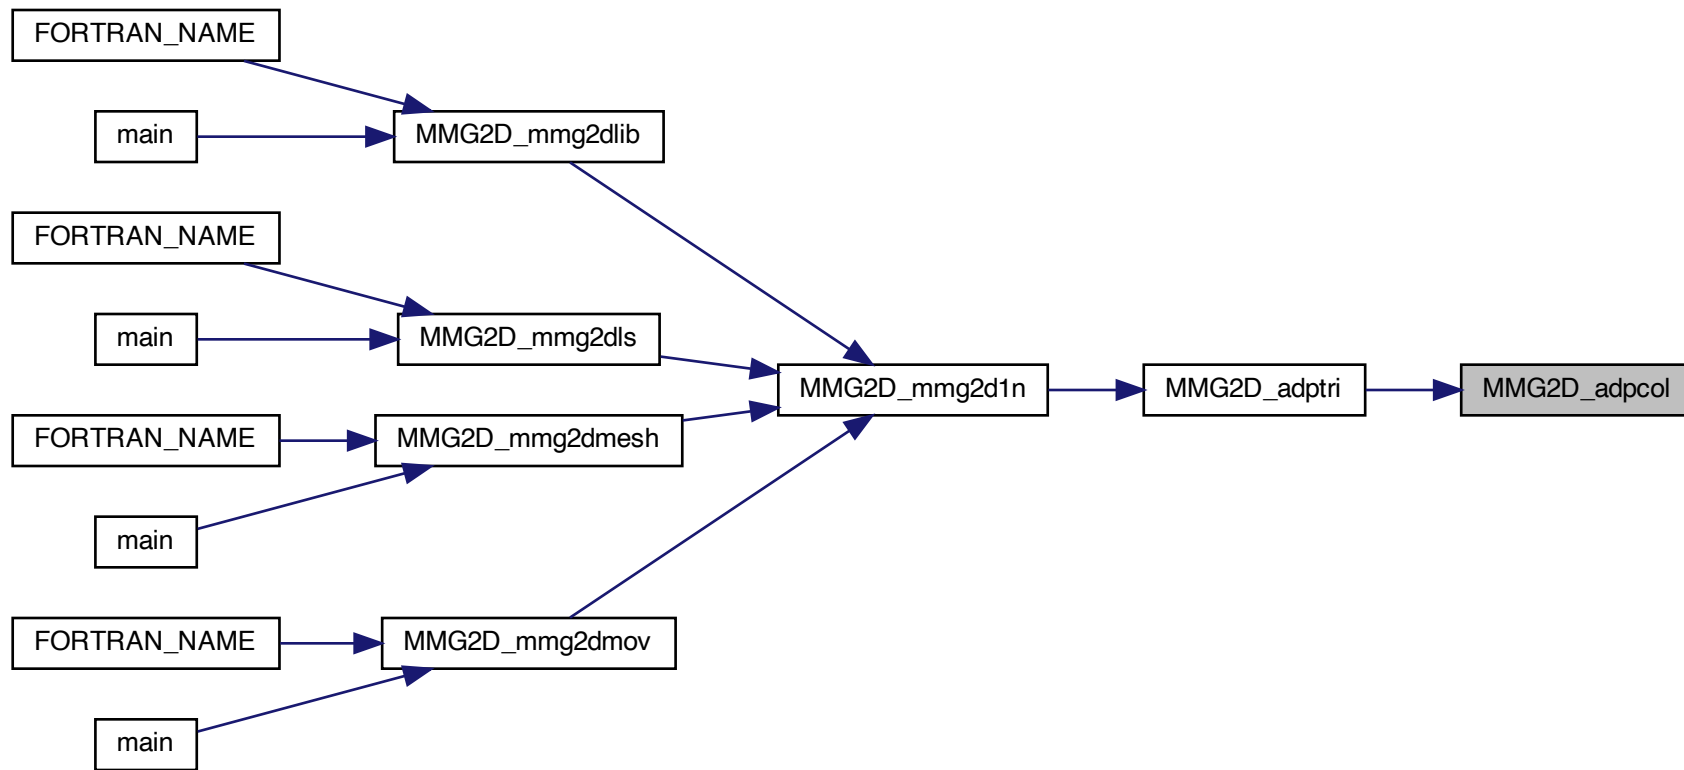 FORTRAN_NAME
main
MMG2D_mmg2dlib
FORTRAN_NAME
main
MMG2D_mmg2dls
MMG2D_mmg2d1n
MMG2D_adptri
MMG2D_adpcol
FORTRAN_NAME
MMG2D_mmg2dmesh
main
FORTRAN_NAME
MMG2D_mmg2dmov
main